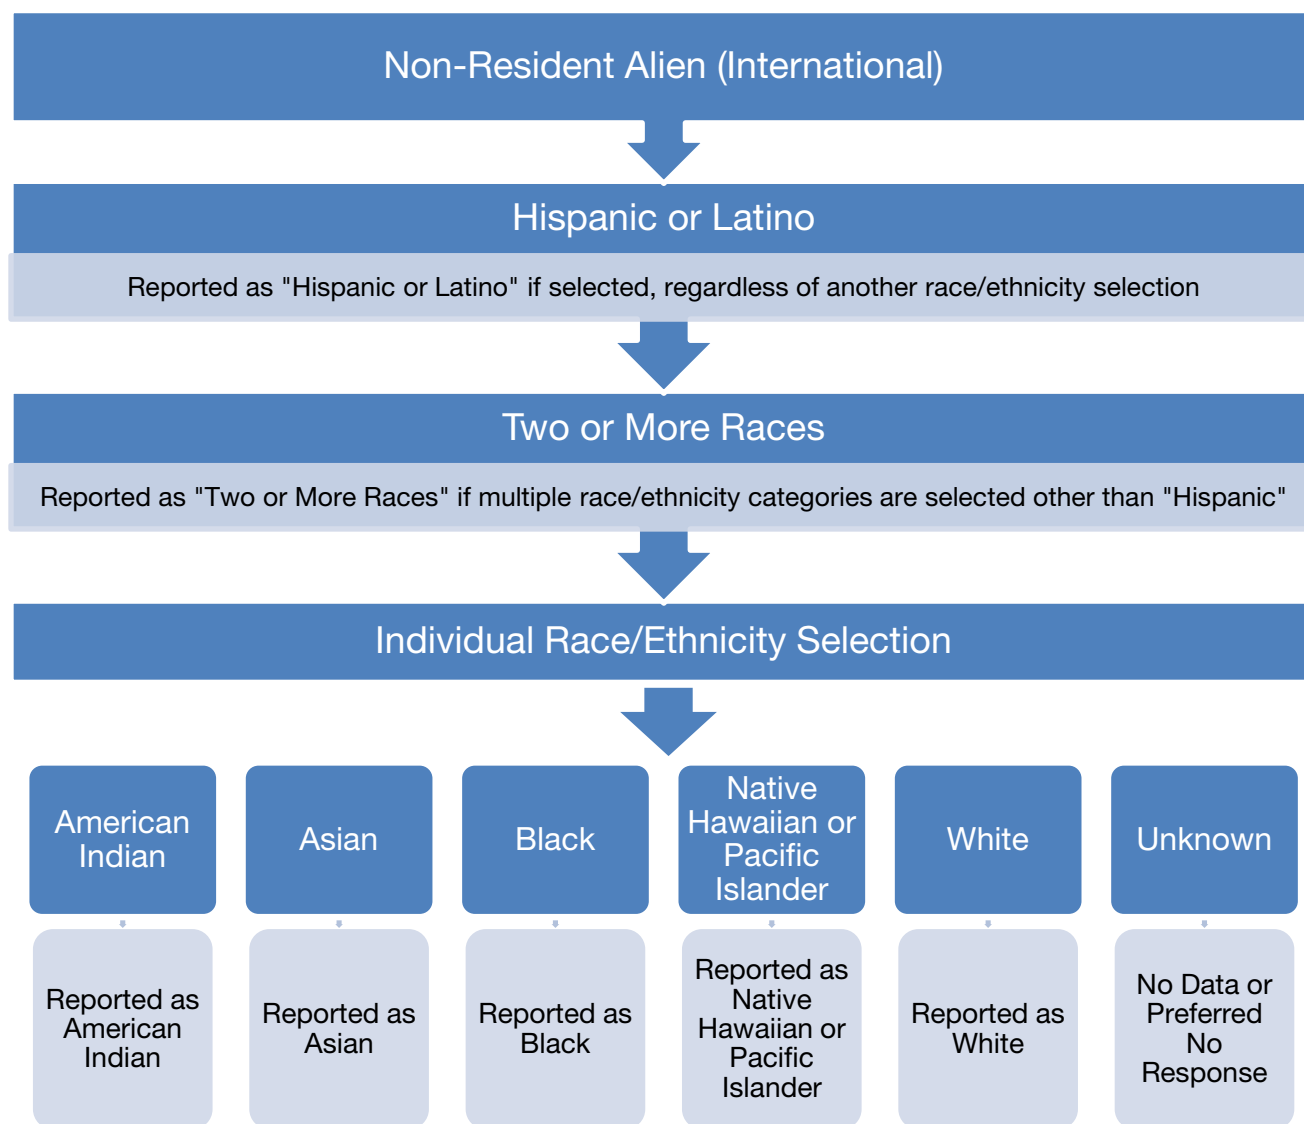 Non-Resident Alien (International)
Hispanic or Latino
Reported as "Hispanic or Latino" if selected, regardless of another race/ethnicity selection
Two or More Races
Reported as "Two or More Races" if multiple race/ethnicity categories are selected other than "Hispanic"
Individual Race/Ethnicity Selection
American
Indian
Asian
Black
Native
Hawaiian or
Pacific
Islander
White
Unknown
Reported as
American
Indian
Reported as
Asian
Reported as
Black
Reported as
Native
Hawaiian or
Pacific
Islander
Reported as
White
No Data or
Preferred
No
Response